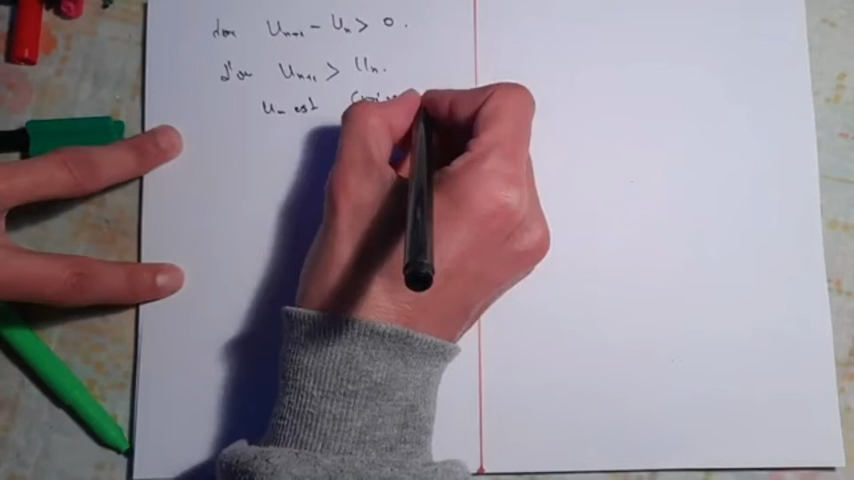 donc Uₙ₊₁ - Uₙ > 0.
d'où Uₙ₊₁ > Uₙ.
Uₙ est